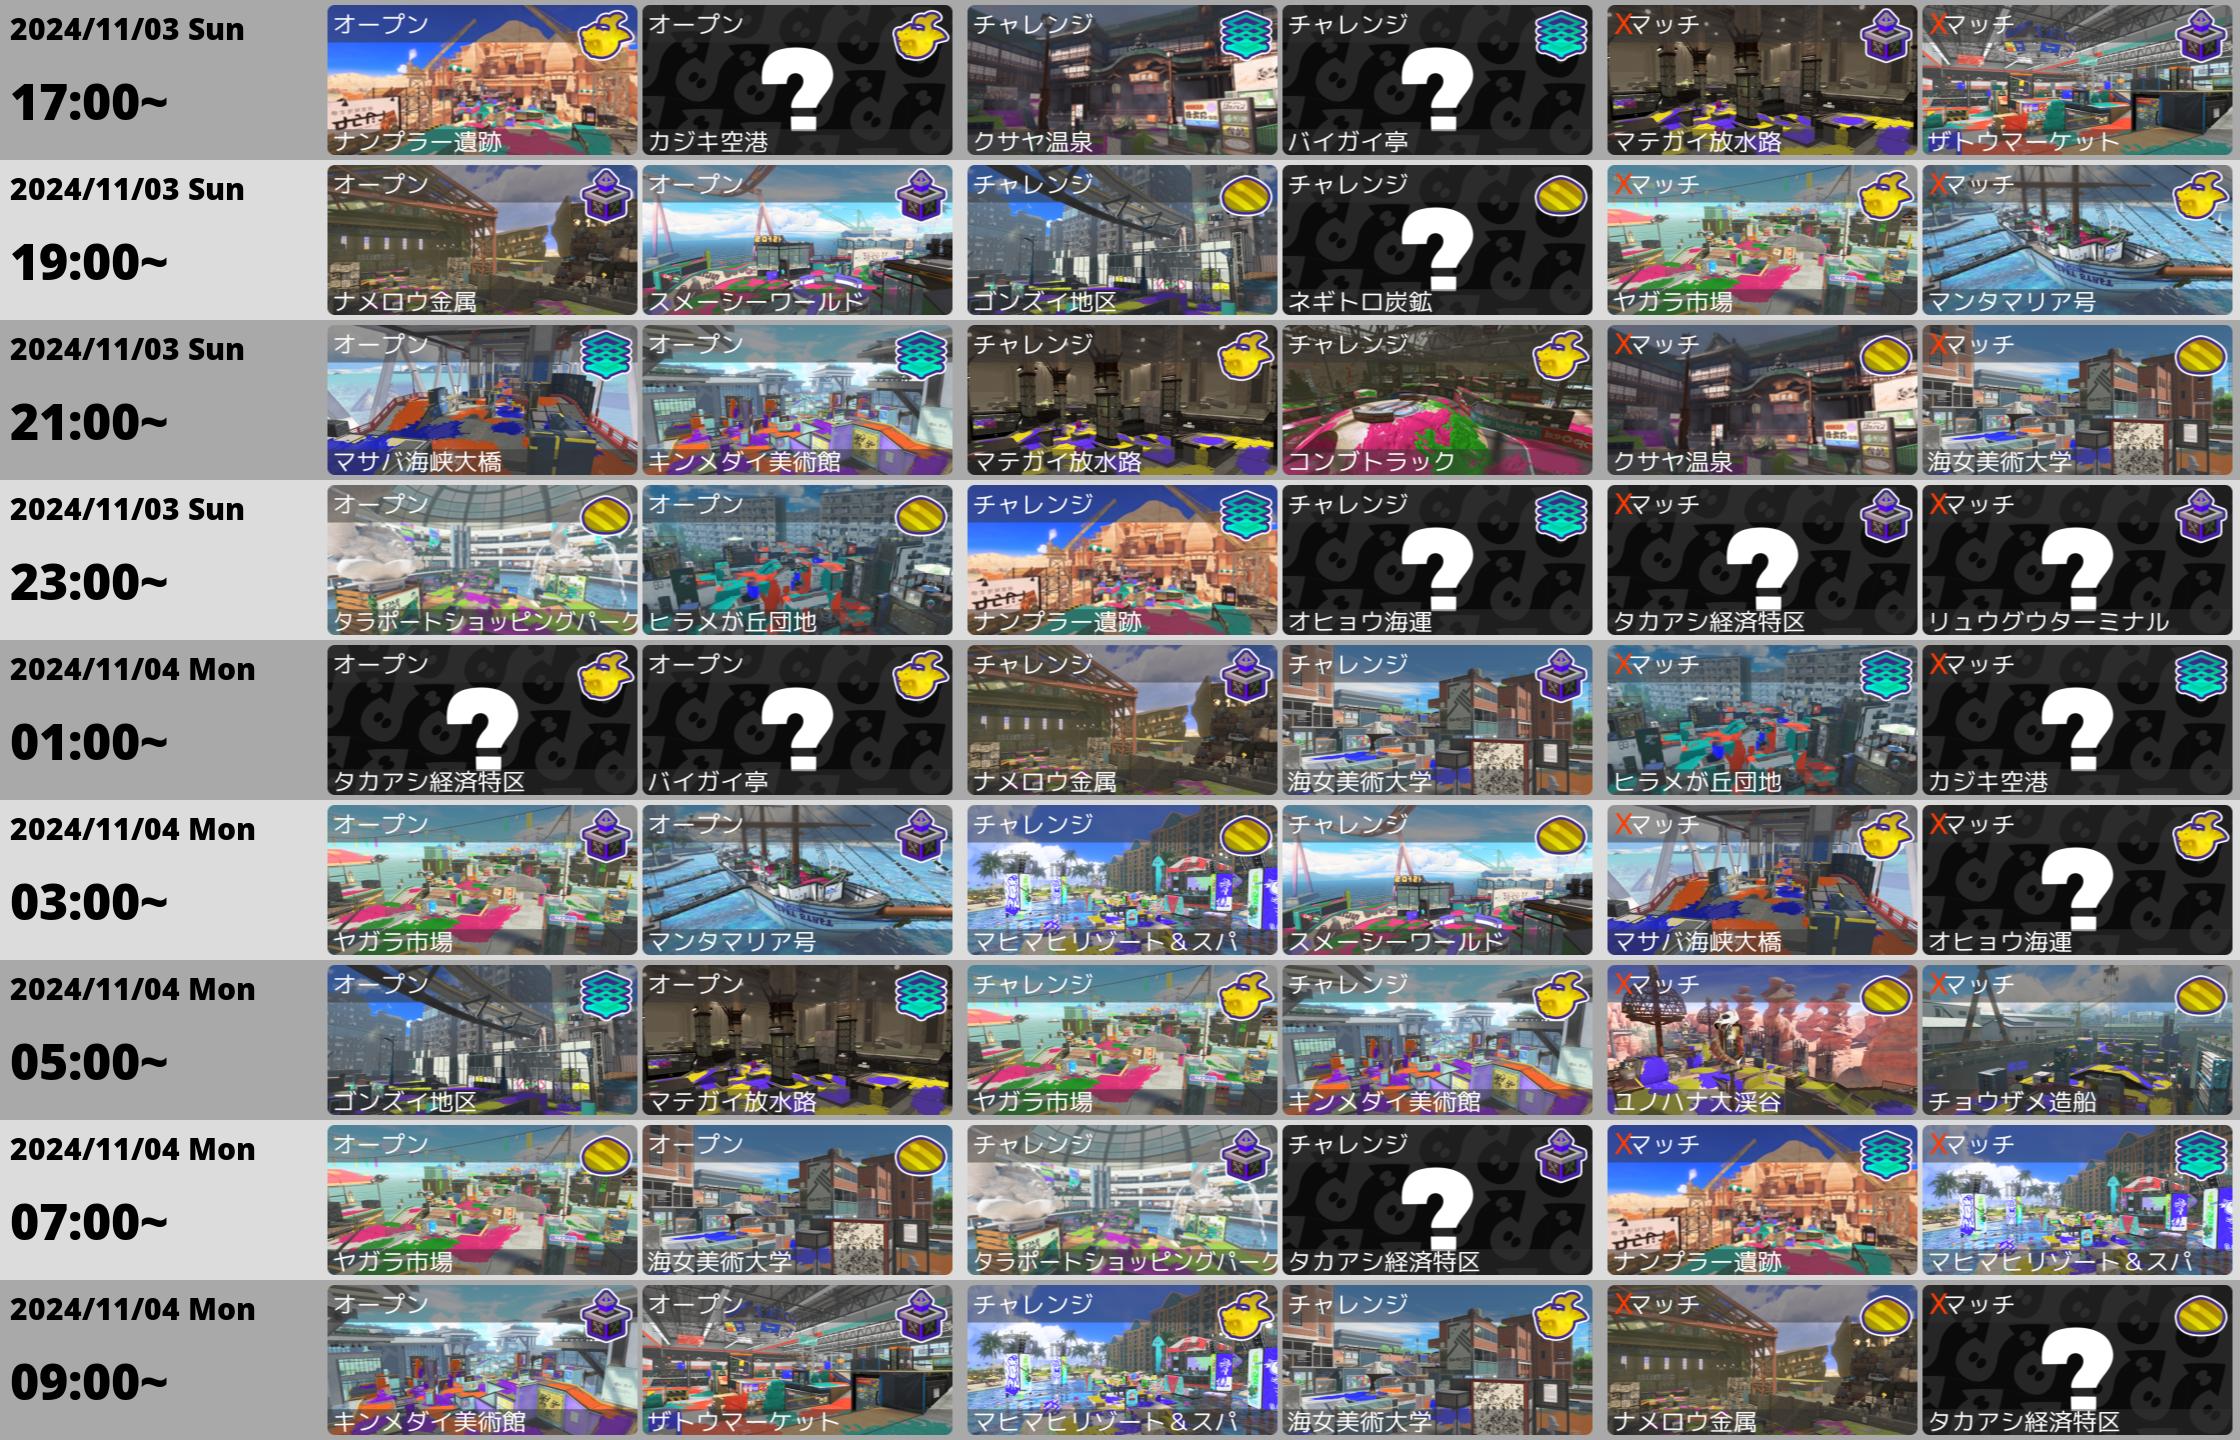 2024/11/03 Sun
17:00~
オープン
ナンプラー遺跡
オープン
カジキ空港
チャレンジ
クサヤ温泉
チャレンジ
バイガイ亭
Xマッチ
マテガイ放水路
Xマッチ
ザトウマーケット
2024/11/03 Sun
19:00~
オープン
ナメロウ金属
オープン
スメーシーワールド
チャレンジ
ゴンズイ地区
チャレンジ
ネギトロ炭鉱
Xマッチ
ヤガラ市場
Xマッチ
マンタマリア号
2024/11/03 Sun
21:00~
オープン
マサバ海峡大橋
オープン
キンメダイ美術館
チャレンジ
マテガイ放水路
チャレンジ
コンブトラック
Xマッチ
クサヤ温泉
Xマッチ
海女美術大学
2024/11/03 Sun
23:00~
オープン
タラポートショッピングパーク
オープン
ヒラメが丘団地
チャレンジ
ナンプラー遺跡
チャレンジ
オヒョウ海運
Xマッチ
タカアシ経済特区
Xマッチ
リュウグウターミナル
2024/11/04 Mon
01:00~
オープン
タカアシ経済特区
オープン
バイガイ亭
チャレンジ
ナメロウ金属
チャレンジ
海女美術大学
Xマッチ
ヒラメが丘団地
Xマッチ
カジキ空港
2024/11/04 Mon
03:00~
オープン
ヤガラ市場
オープン
マンタマリア号
チャレンジ
マヒマヒリゾート＆スパ
チャレンジ
スメーシーワールド
Xマッチ
マサバ海峡大橋
Xマッチ
オヒョウ海運
2024/11/04 Mon
05:00~
オープン
ゴンズイ地区
オープン
マテガイ放水路
チャレンジ
ヤガラ市場
チャレンジ
キンメダイ美術館
Xマッチ
ユノハナ大渓谷
Xマッチ
チョウザメ造船
2024/11/04 Mon
07:00~
オープン
ヤガラ市場
オープン
海女美術大学
チャレンジ
タラポートショッピングパーク
チャレンジ
タカアシ経済特区
Xマッチ
ナンプラー遺跡
Xマッチ
マヒマヒリゾート＆スパ
2024/11/04 Mon
09:00~
オープン
キンメダイ美術館
オープン
ザトウマーケット
チャレンジ
マヒマヒリゾート＆スパ
チャレンジ
海女美術大学
Xマッチ
ナメロウ金属
Xマッチ
タカアシ経済特区